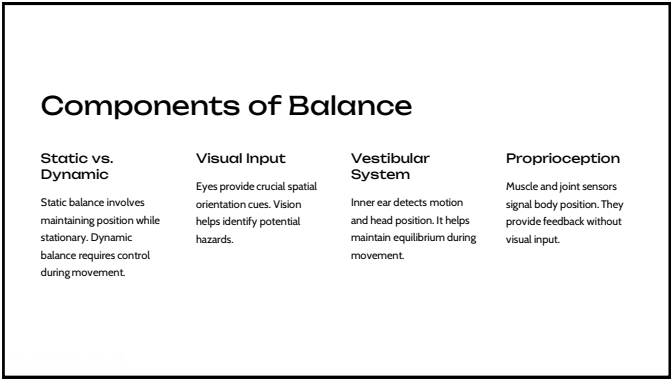 Components of Balance
Static vs.
Dynamic
Static balance involves
maintaining position while
stationary. Dynamic
balance requires control
during movement.
Visual Input
Eyes provide crucial spatial
orientation cues. Vision
helps identify potential
hazards.
Vestibular
System
Inner ear detects motion
and head position. It helps
maintain equilibrium during
movement.
Proprioception
Muscle and joint sensors
signal body position. They
provide feedback without
visual input.